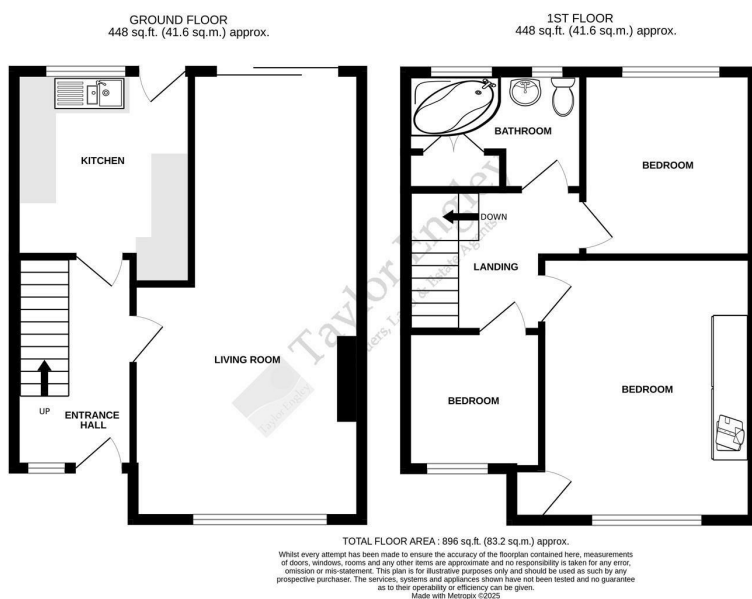 GROUND FLOOR
448 sq.ft. (41.6 sq.m.) approx.
KITCHEN
LIVING ROOM
UP
ENTRANCE
HALL
1ST FLOOR
448 sq.ft. (41.6 sq.m.) approx.
BATHROOM
BEDROOM
DOWN
LANDING
BEDROOM
BEDROOM
Taylor Engley
& Estate Agents
Taylor Engley
TOTAL FLOOR AREA : 896 sq.ft. (83.2 sq.m.) approx.
Whilst every attempt has been made to ensure the accuracy of the floorplan contained here, measurements
of doors, windows, rooms and any other items are approximate and no responsibility is taken for any error,
omission or mis-statement. This plan is for illustrative purposes only and should be used as such by any
prospective purchaser. The services, systems and appliances shown have not been tested and no guarantee
as to their operability or efficiency can be given.
Made with Metropix ©2025